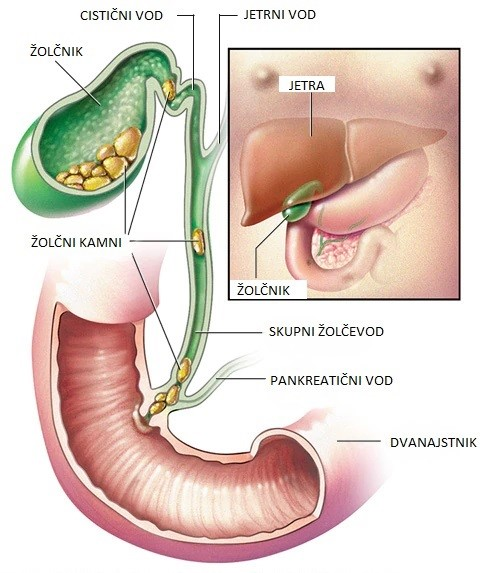 CISTIČNI VOD
JETRNI VOD
ŽOLČNIK
JETRA
ŽOLČNI KAMNI
ŽOLČNIK
SKUPNI ŽOLČEVOD
PANKREATIČNI VOD
DVANAJSTNIK